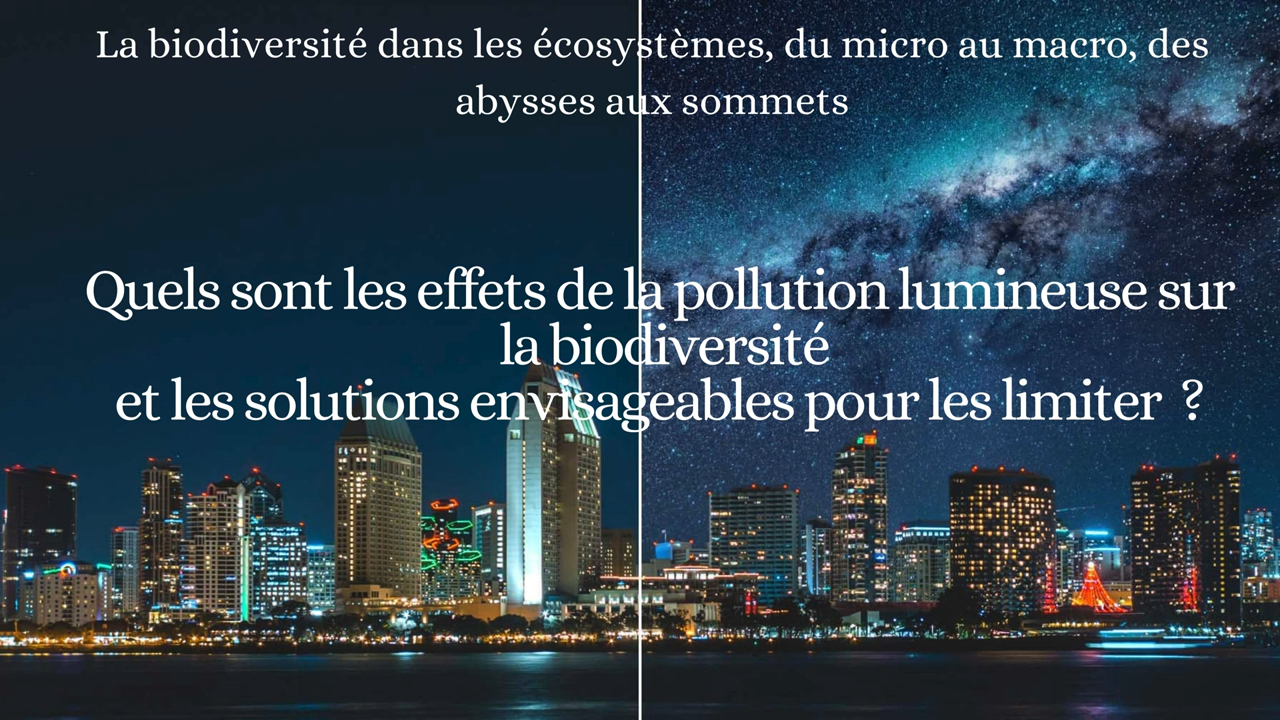 La biodiversité dans les écosystèmes, du micro au macro, des
abysses aux sommets
Quels sont les effets de la pollution lumineuse sur
la biodiversité
et les solutions envisageables pour les limiter ?